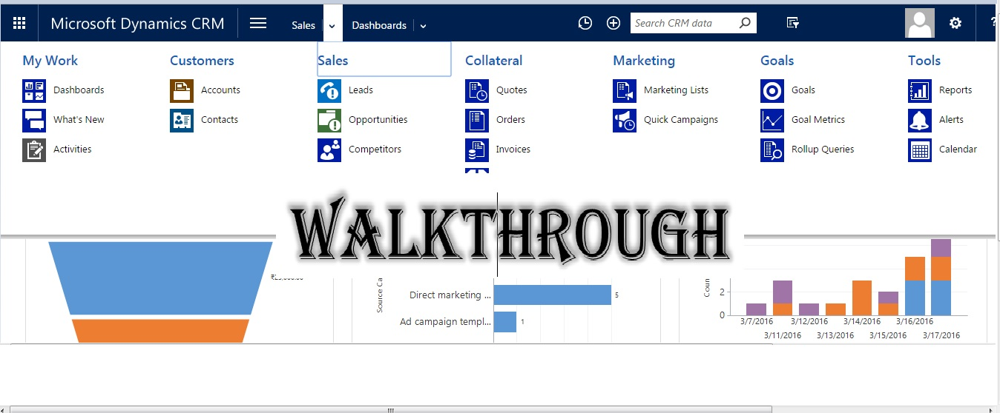 Microsoft Dynamics CRM Sales Dashboards Search CRM data ?
My Work Customers Sales Collateral Marketing Goals Tools
Dashboards Accounts Leads Quotes Marketing Lists Goals Reports
What's New Contacts Opportunities Orders Quick Campaigns Goal Metrics Alerts
Activities Competitors Invoices Rollup Queries Calendar
WALKTHROUGH
Source Ca
Direct marketing ... 5
Ad campaign templ... 1
Coun
2
0
3/7/2016 3/12/2016 3/14/2016 3/16/2016
3/11/2016 3/13/2016 3/15/2016 3/17/2016